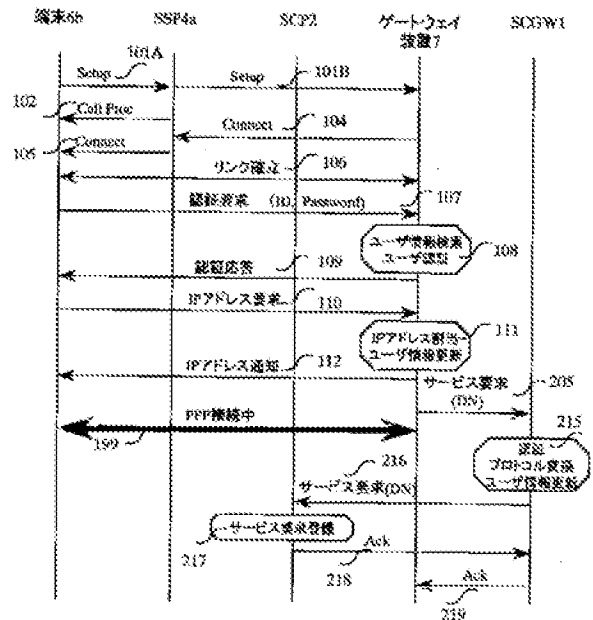 端末6b SSP4a SCP2 ゲートウェイ SCGW1
装置7
101A
Setup Setup 101B
102
Call Proc
Connect 104
105
Connect
リンク確立 106
107
認証要求 (ID, Password)
ユーザ情報検索
ユーザ認証 108
認証応答 109
IPアドレス要求 110
IPアドレス割当
ユーザ情報更新 111
IPアドレス通知 112
サービス要求
(DN) 205
PPP接続中
199
認証
プロトコル変換
ユーザ情報更新
215
216
サービス要求(DN)
サービス要求登録
217
Ack
218
Ack
219